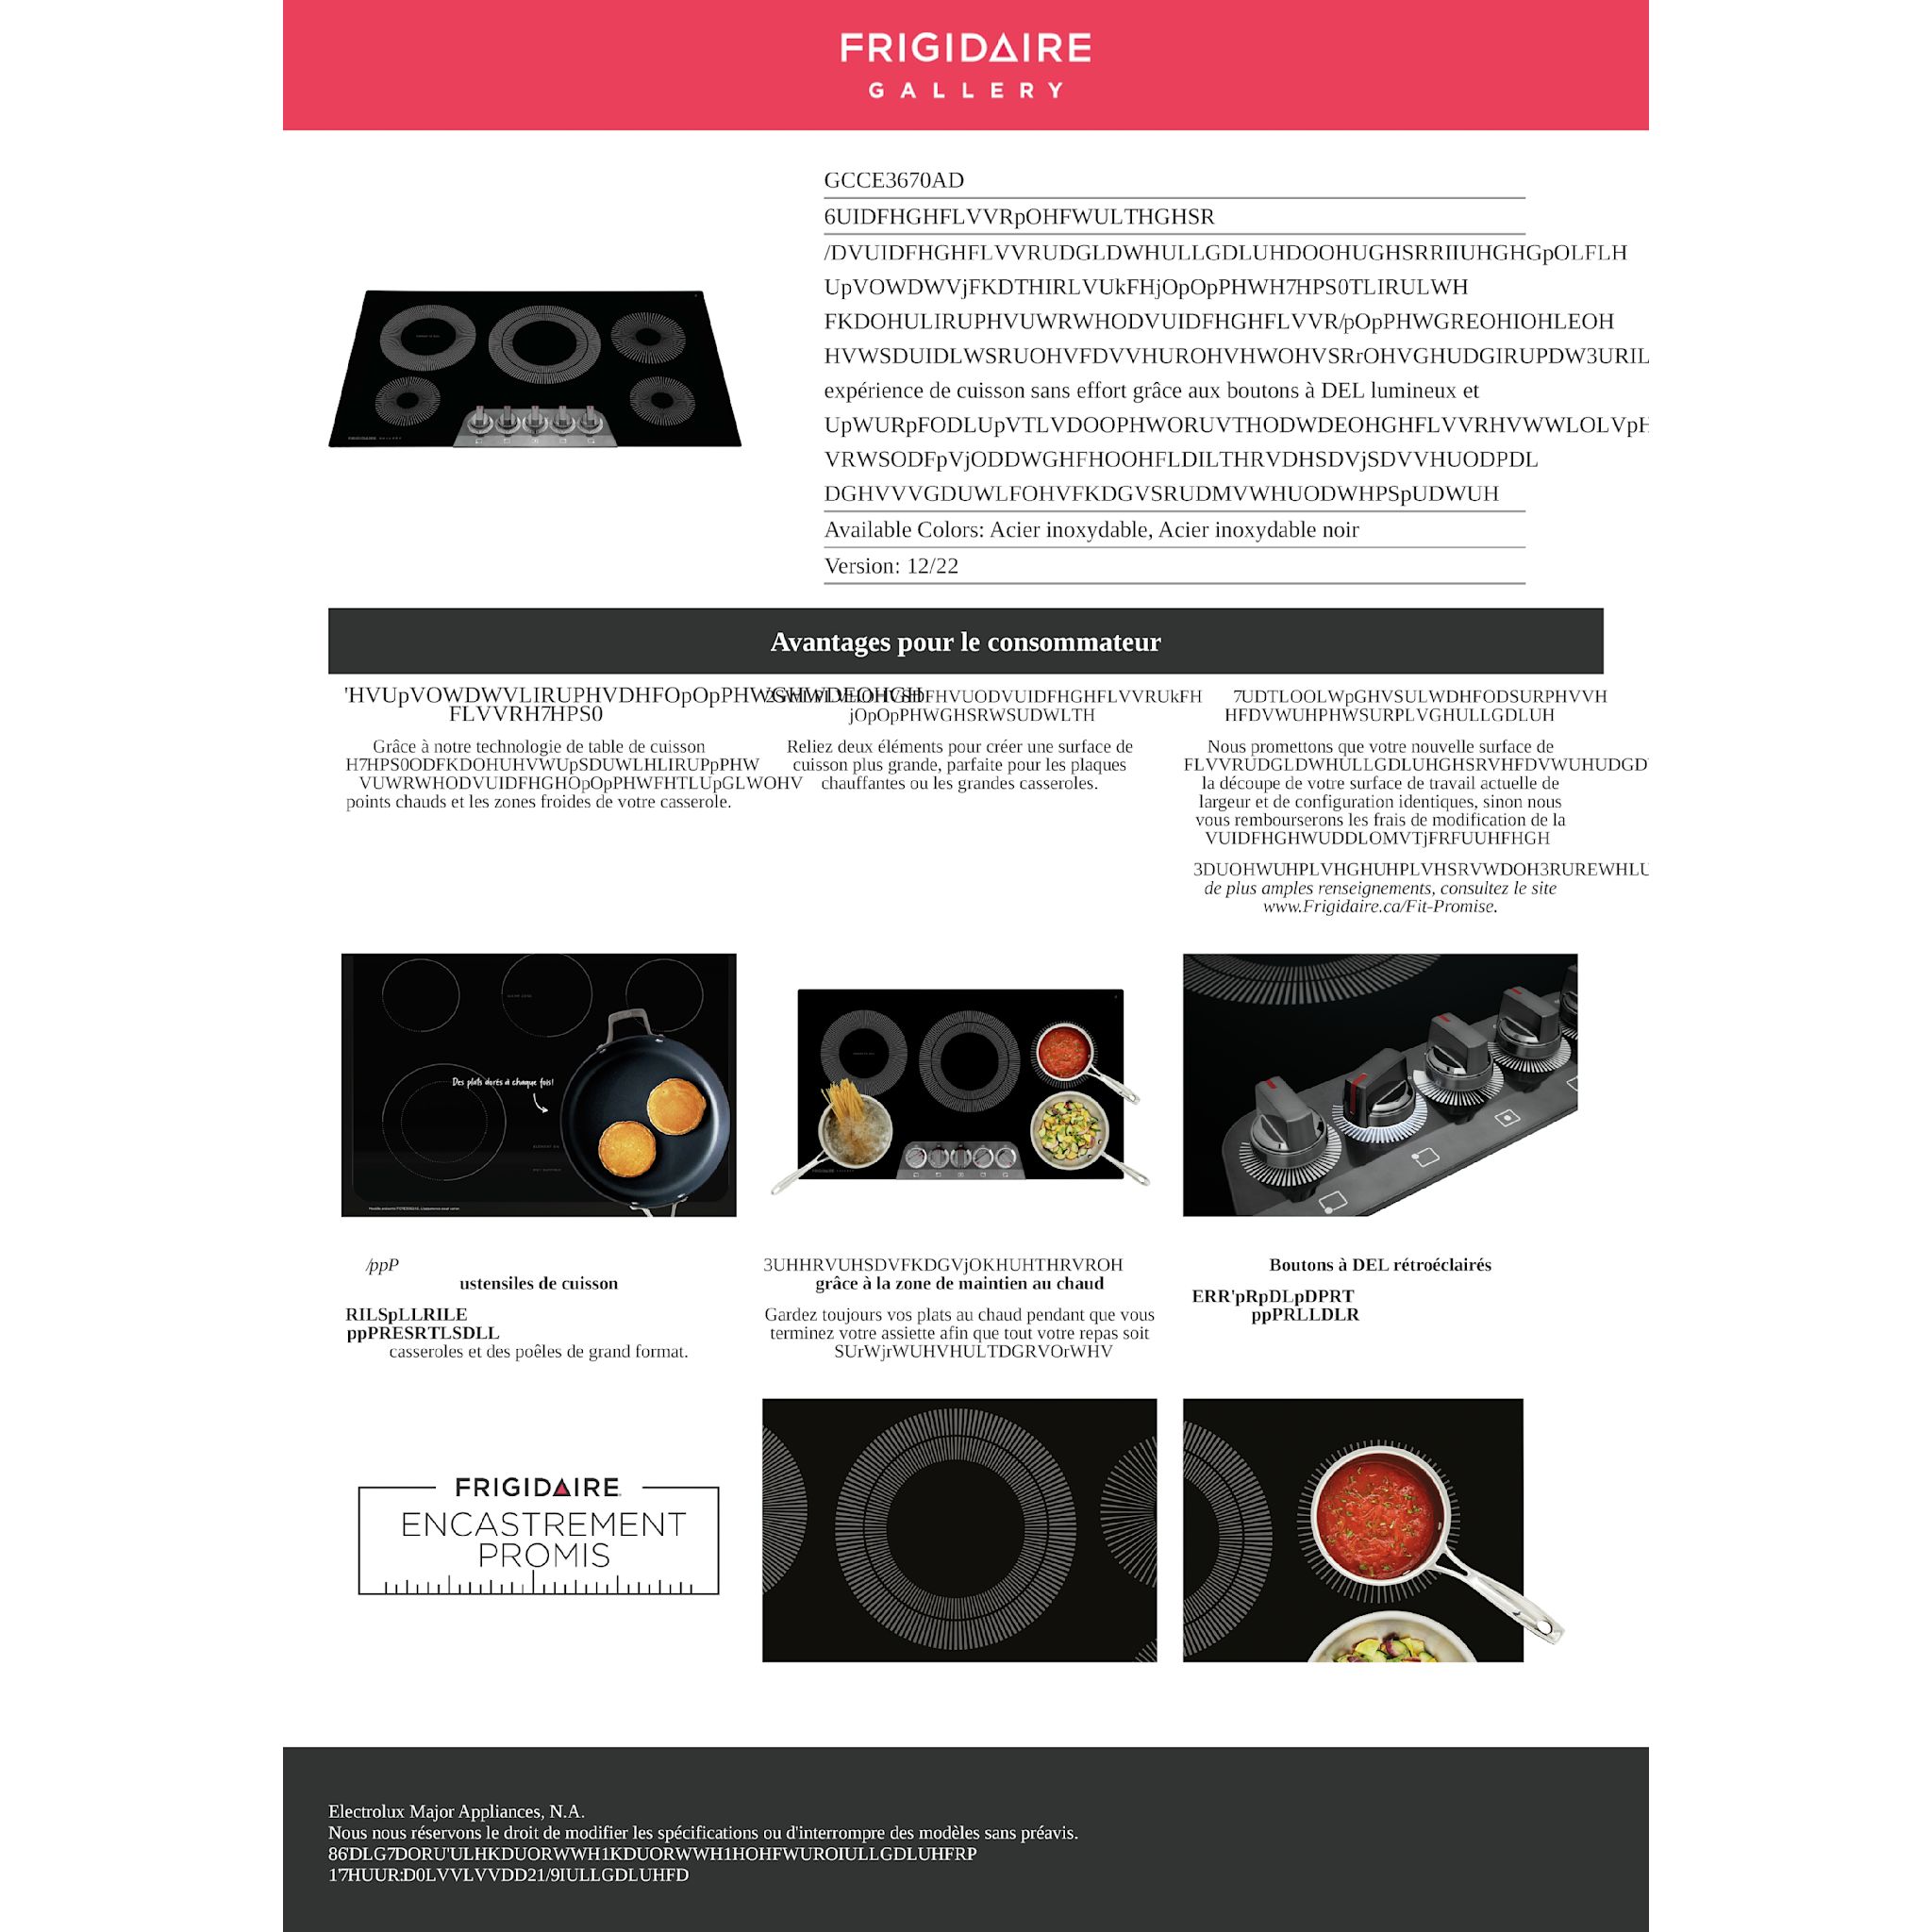 FRIGIDAIRE
GALLERY
GCCE3670AD
6UIDFHGHFLVVRpOHFWULTHGHSR
/DVUIDFHGHFLVVRUDGLDWHULLGDLUHDOOHUGHSRRIIUHGHGpOLFLH
UpVOWDWVjFKDTHIRLVUkFHjOpOpPHWH7HPS0TLIRULWH
FKDOHULIRUPHVUWRWHODVUIDFHGHFLVVR/pOpPHWGREOHIOHLEOH
HVWSDUIDLWSRUOHVFDVVHUROHVHWOHVSRrOHVGHUDGIRUPDW3URIL
expérience de cuisson sans effort grâce aux boutons à DEL lumineux et
UpWURpFODLUpVTLVDOOPHWORUVTHODWDEOHGHFLVVRHVWWLOLVpH
VRWSODFpVjODDWGHFHOOHFLDILTHRVDHSDVjSDVVHUODPDL
DGHVVVGDUWLFOHVFKDGVSRUDMVWHUODWHPSpUDWUH
Available Colors: Acier inoxydable, Acier inoxydable noir
Version: 12/22
Avantages pour le consommateur
FLVVRH7HPS0
jOpOpPHWGHSRWSUDWLTH
7UDTLOOLWpGHVSULWDHFODSURPHVVH
HFDVWUHPHWSURPLVGHULLGDLUH
Grâce à notre technologie de table de cuisson
H7HPS0ODFKDOHUHVWUpSDUWLHLIRUPpPHW
VUWRWHODVUIDFHGHOpOpPHWFHTLUpGLWOHV
points chauds et les zones froides de votre casserole.
Reliez deux éléments pour créer une surface de
cuisson plus grande, parfaite pour les plaques
chauffantes ou les grandes casseroles.
Nous promettons que votre nouvelle surface de
FLVVRUDGLDWHULLGDLUHGHSRVHFDVWUHUDGD
la découpe de votre surface de travail actuelle de
largeur et de configuration identiques, sinon nous
vous rembourserons les frais de modification de la
VUIDFHGHWUDDLOMVTjFRFUUHFHGH
3DUOHWUHPLVHGHUHPLVHSRVWDOH3RUREWHLU
de plus amples renseignements, consultez le site
www.Frigidaire.ca/Fit-Promise.
Des plats dorés à chaque fois!
/ppP
ustensiles de cuisson
RILSpLLRILE
ppPRESRTLSDLL
casseroles et des poêles de grand format.
3UHHRVUHSDVFKDGVjOKHUHTHRVROH
grâce à la zone de maintien au chaud
Gardez toujours vos plats au chaud pendant que vous
terminez votre assiette afin que tout votre repas soit
SUrWjrWUHVHULTDGRVOrWHV
Boutons à DEL rétroéclairés
ERR'pRpDLpDPRT
ppPRLLDLR
FRIGIDAIRE
ENCASTREMENT
PROMIS
Electrolux Major Appliances, N.A.
Nous nous réservons le droit de modifier les spécifications ou d'interrompre des modèles sans préavis.
86'DLG7DORU'ULHKDUORWWH1KDUORWWH1HOHFWUROIULLGDLUHFRP
1'7HUUR:D0LVVLVVDD21/9IULLGDLUHFD